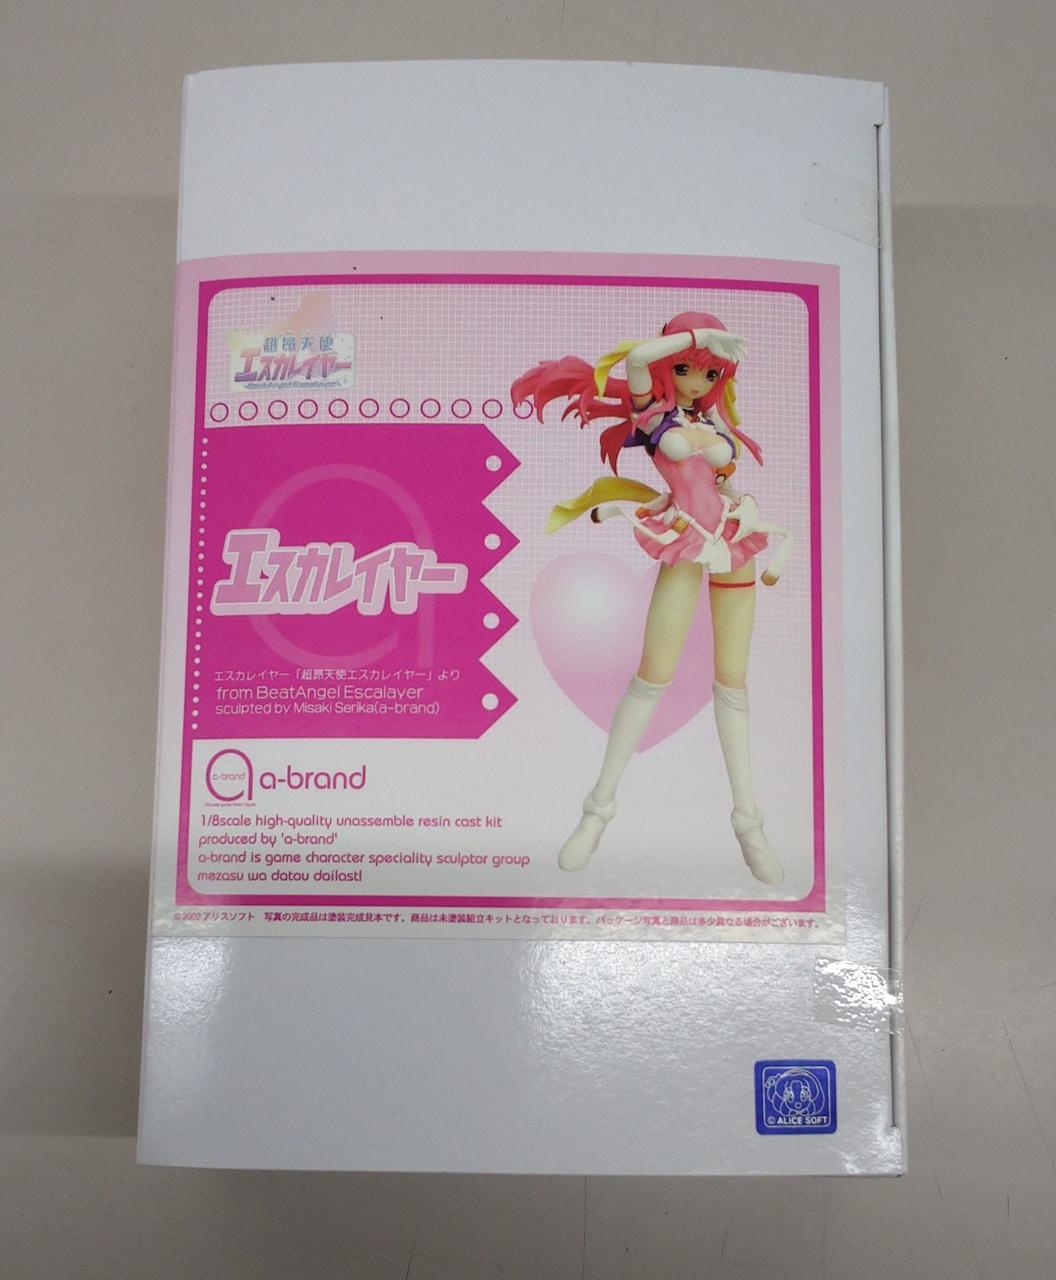 超昂天使
エスカレイヤー
-BeatAngel Escalayer-
エスカレイヤー
エスカレイヤー「超昂天使エスカレイヤー」より
from BeatAngel Escalayer
sculpted by Misaki Serika(a-brand)
a-brand
a-brand
1/8scale high-quality unassemble resin cast kit
produced by 'a-brand'
a-brand is game character speciality sculptor group
mezasu wa datou dailast!
©2002 アリスソフト　写真の完成品は塗装完成見本です。商品は未塗装組立キットとなっております。パッケージ写真と商品は多少異なる場合がございます。
© ALICE SOFT